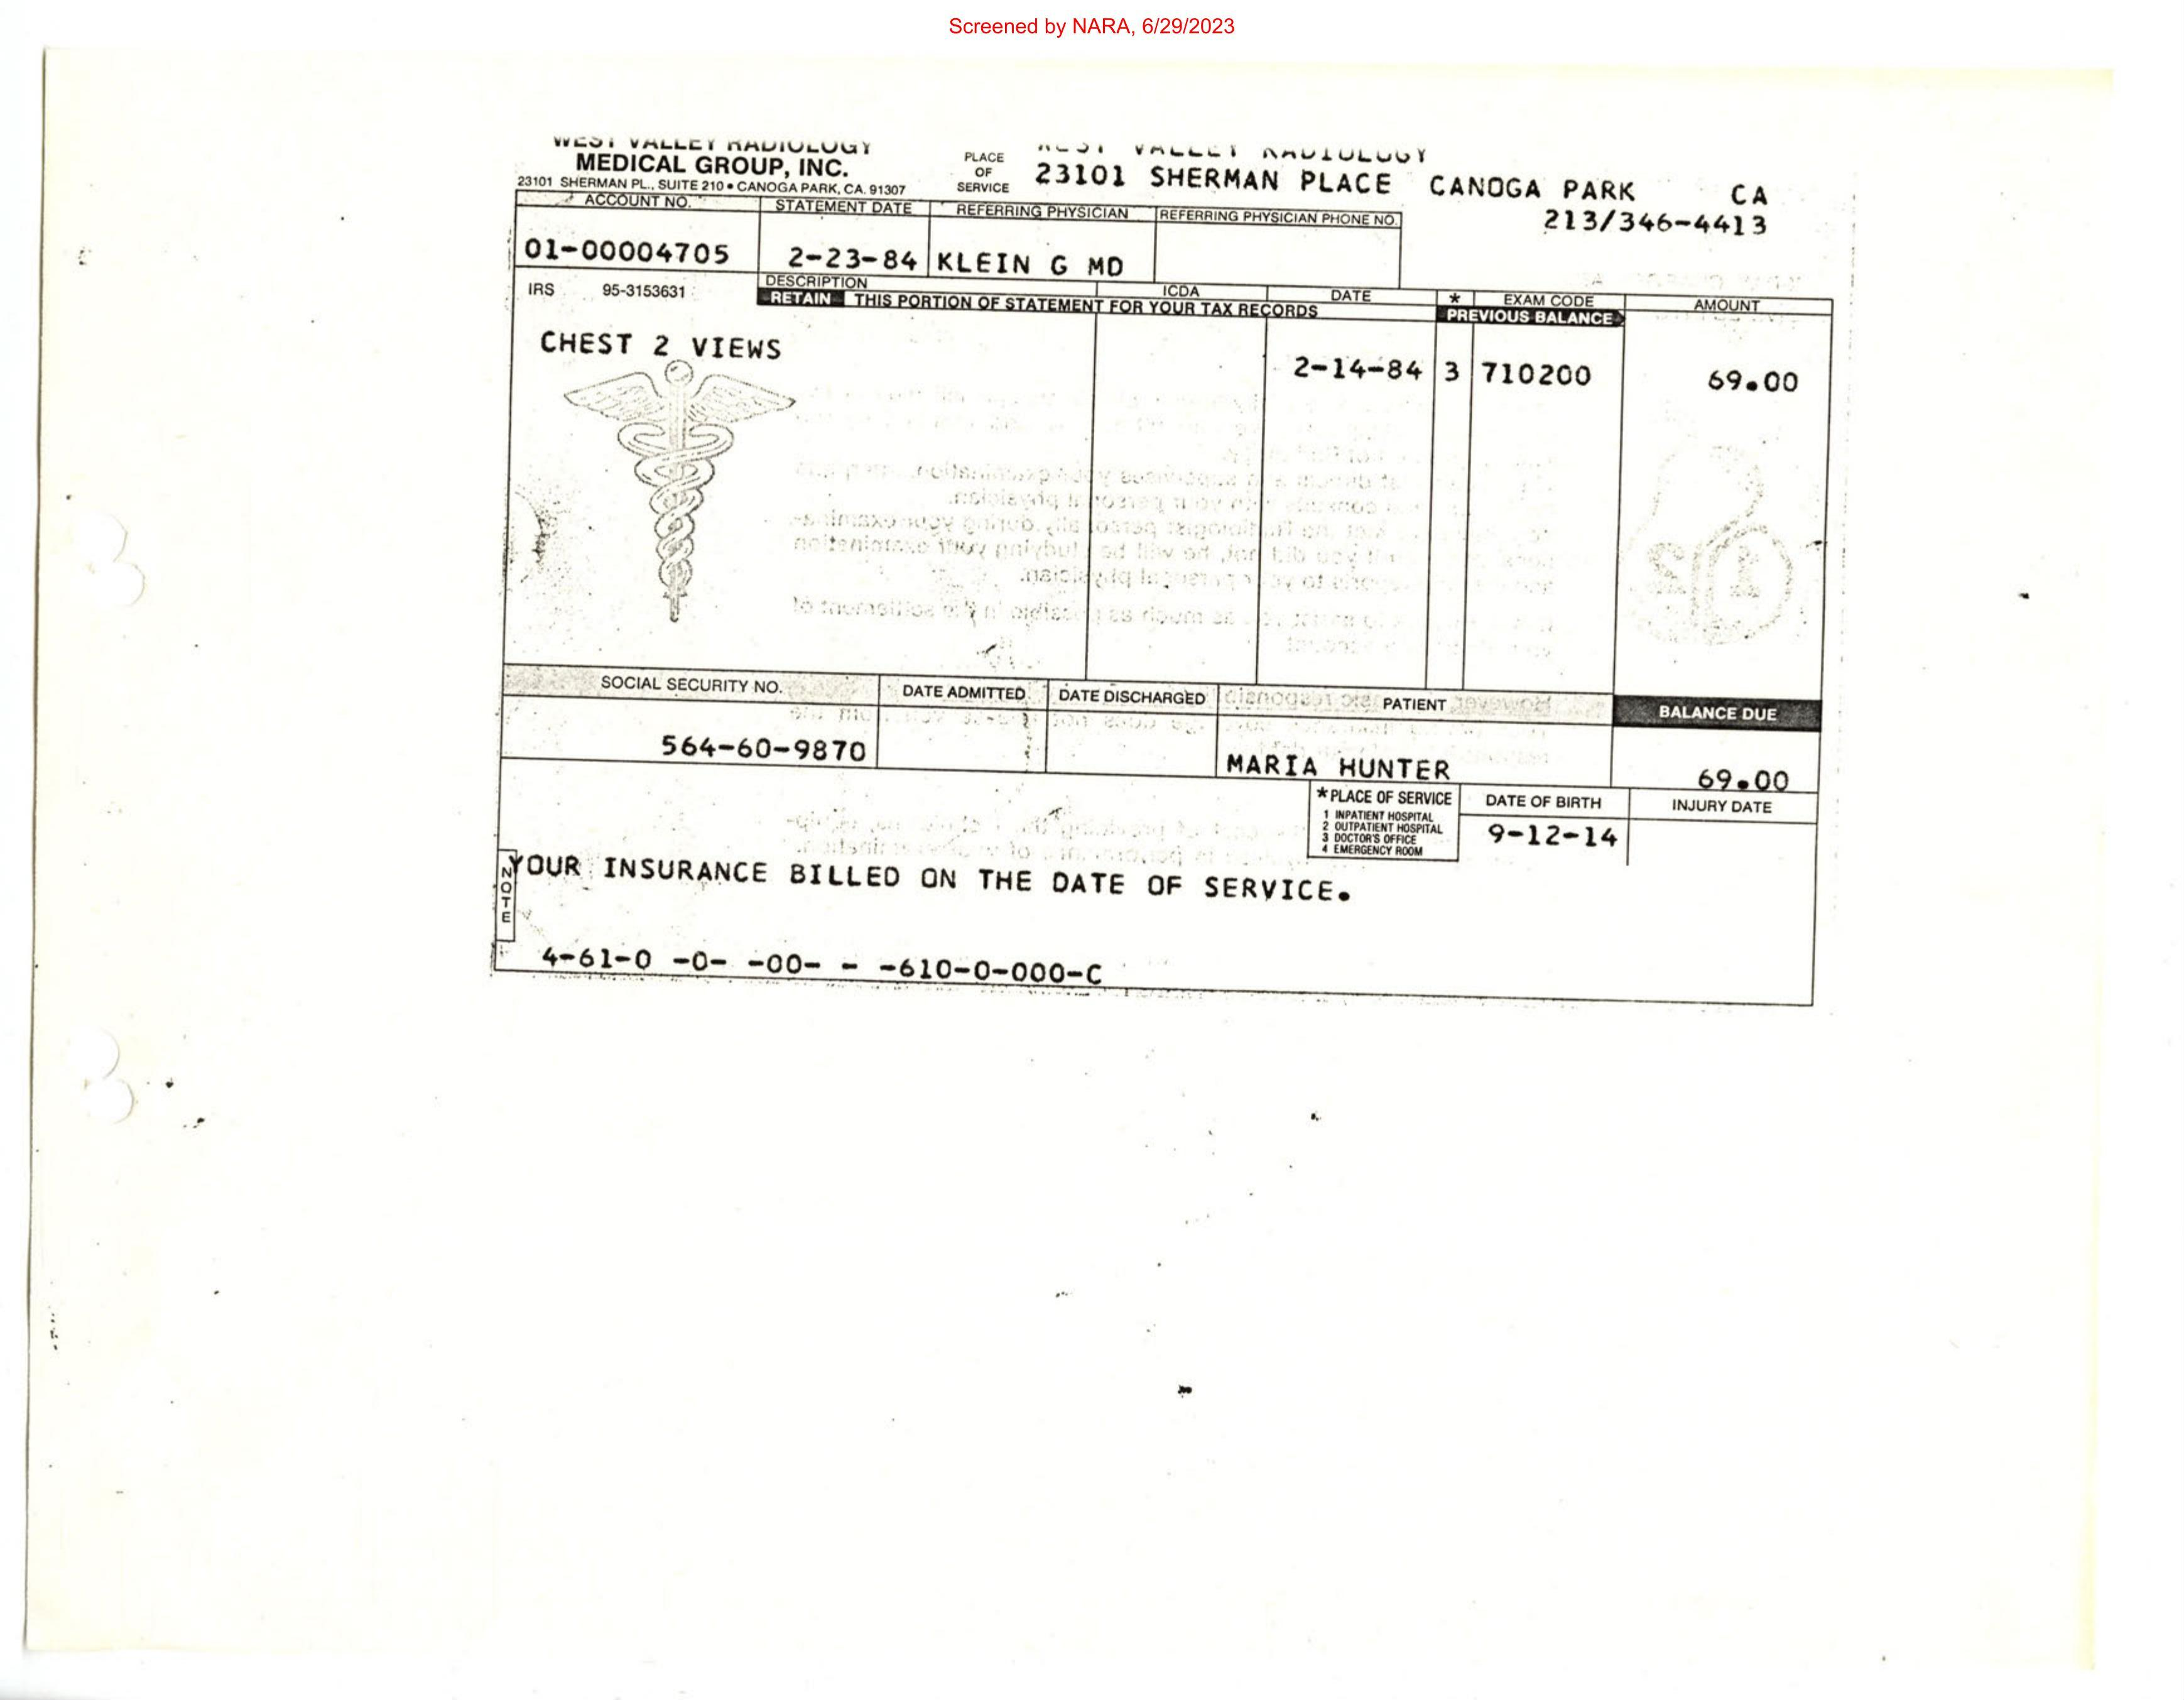 Screened by NARA, 6/29/2023
WEST VALLEY RADIOLOGY
MEDICAL GROUP, INC.
23101 SHERMAN PL., SUITE 210 • CANOGA PARK, CA. 91307
PLACE OF SERVICE
WEST VALLEY RADIOLOGY
23101 SHERMAN PLACE CANOGA PARK CA
213/346-4413
ACCOUNT NO. STATEMENT DATE REFERRING PHYSICIAN REFERRING PHYSICIAN PHONE NO.
01-00004705 2-23-84 KLEIN G MD
IRS 95-3153631
DESCRIPTION ICDA DATE * EXAM CODE AMOUNT
RETAIN THIS PORTION OF STATEMENT FOR YOUR TAX RECORDS PREVIOUS BALANCE
CHEST 2 VIEWS 2-14-84 3 710200 69.00
SOCIAL SECURITY NO. DATE ADMITTED DATE DISCHARGED PATIENT BALANCE DUE
564-60-9870 MARIA HUNTER 69.00
* PLACE OF SERVICE DATE OF BIRTH INJURY DATE
1 INPATIENT HOSPITAL
2 OUTPATIENT HOSPITAL
3 DOCTOR'S OFFICE
4 EMERGENCY ROOM
9-12-14
NOTE
YOUR INSURANCE BILLED ON THE DATE OF SERVICE.
4-61-0 -0- -00- - -610-0-000-C